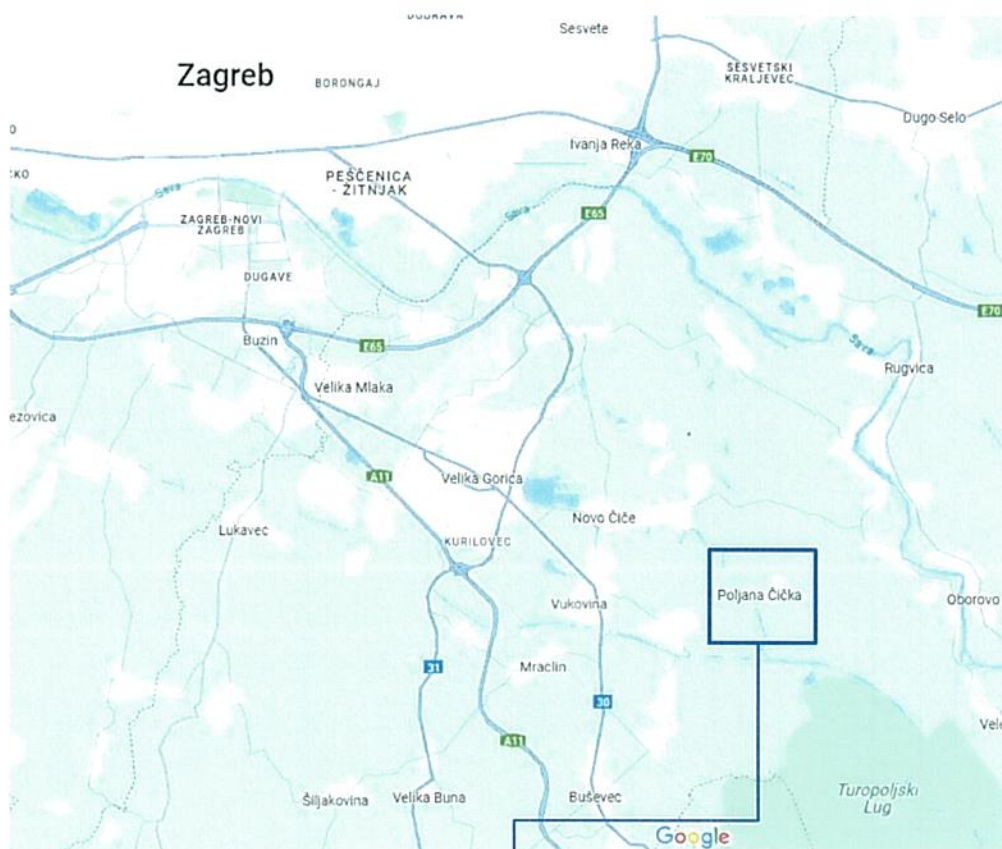 Sesvete
SESVETSKI
KRALJEVEC
Zagreb
BORONGAJ
Dugo Selo
Ivanja Reka
E70
PEŠČENICA
- ŽITNJAK
Sava
Sava
E65
ZAGREB-NOVI
ZAGREB
DUGAVE
E70
Buzin
E65
Sava
Rugvica
Velika Mlaka
ezovica
A11
Velika Gorica
Lukavec
Novo Čiče
KURILOVEC
Vukovina
Poljana Čička
Oborovo
31
Mraclin
30
A11
Vele
Šiljakovina
Velika Buna
Buševec
Turopoljski
Lug
Google